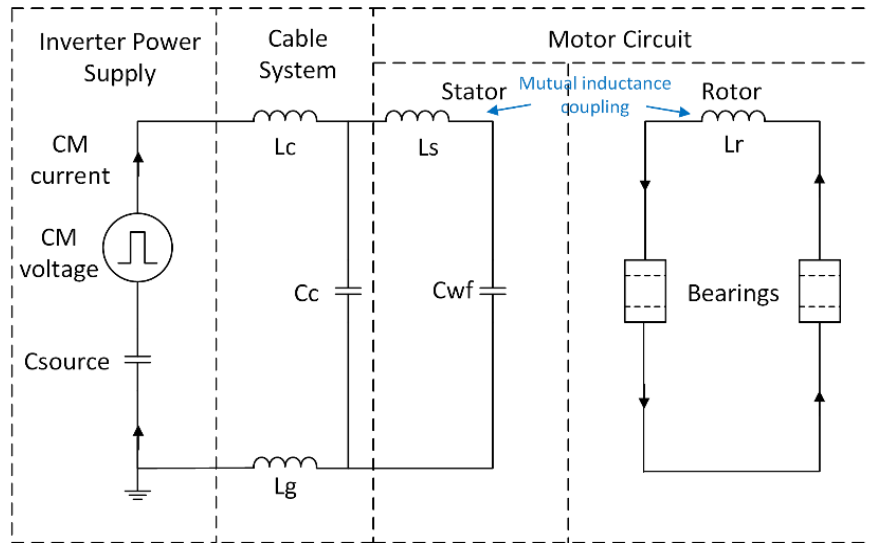 Inverter Power
Supply
Cable
System
Motor Circuit
Stator
Mutual inductance
coupling
Rotor
CM
current
Lc
Ls
Lr
CM
voltage
Cc
Cwf
Bearings
Csource
Lg